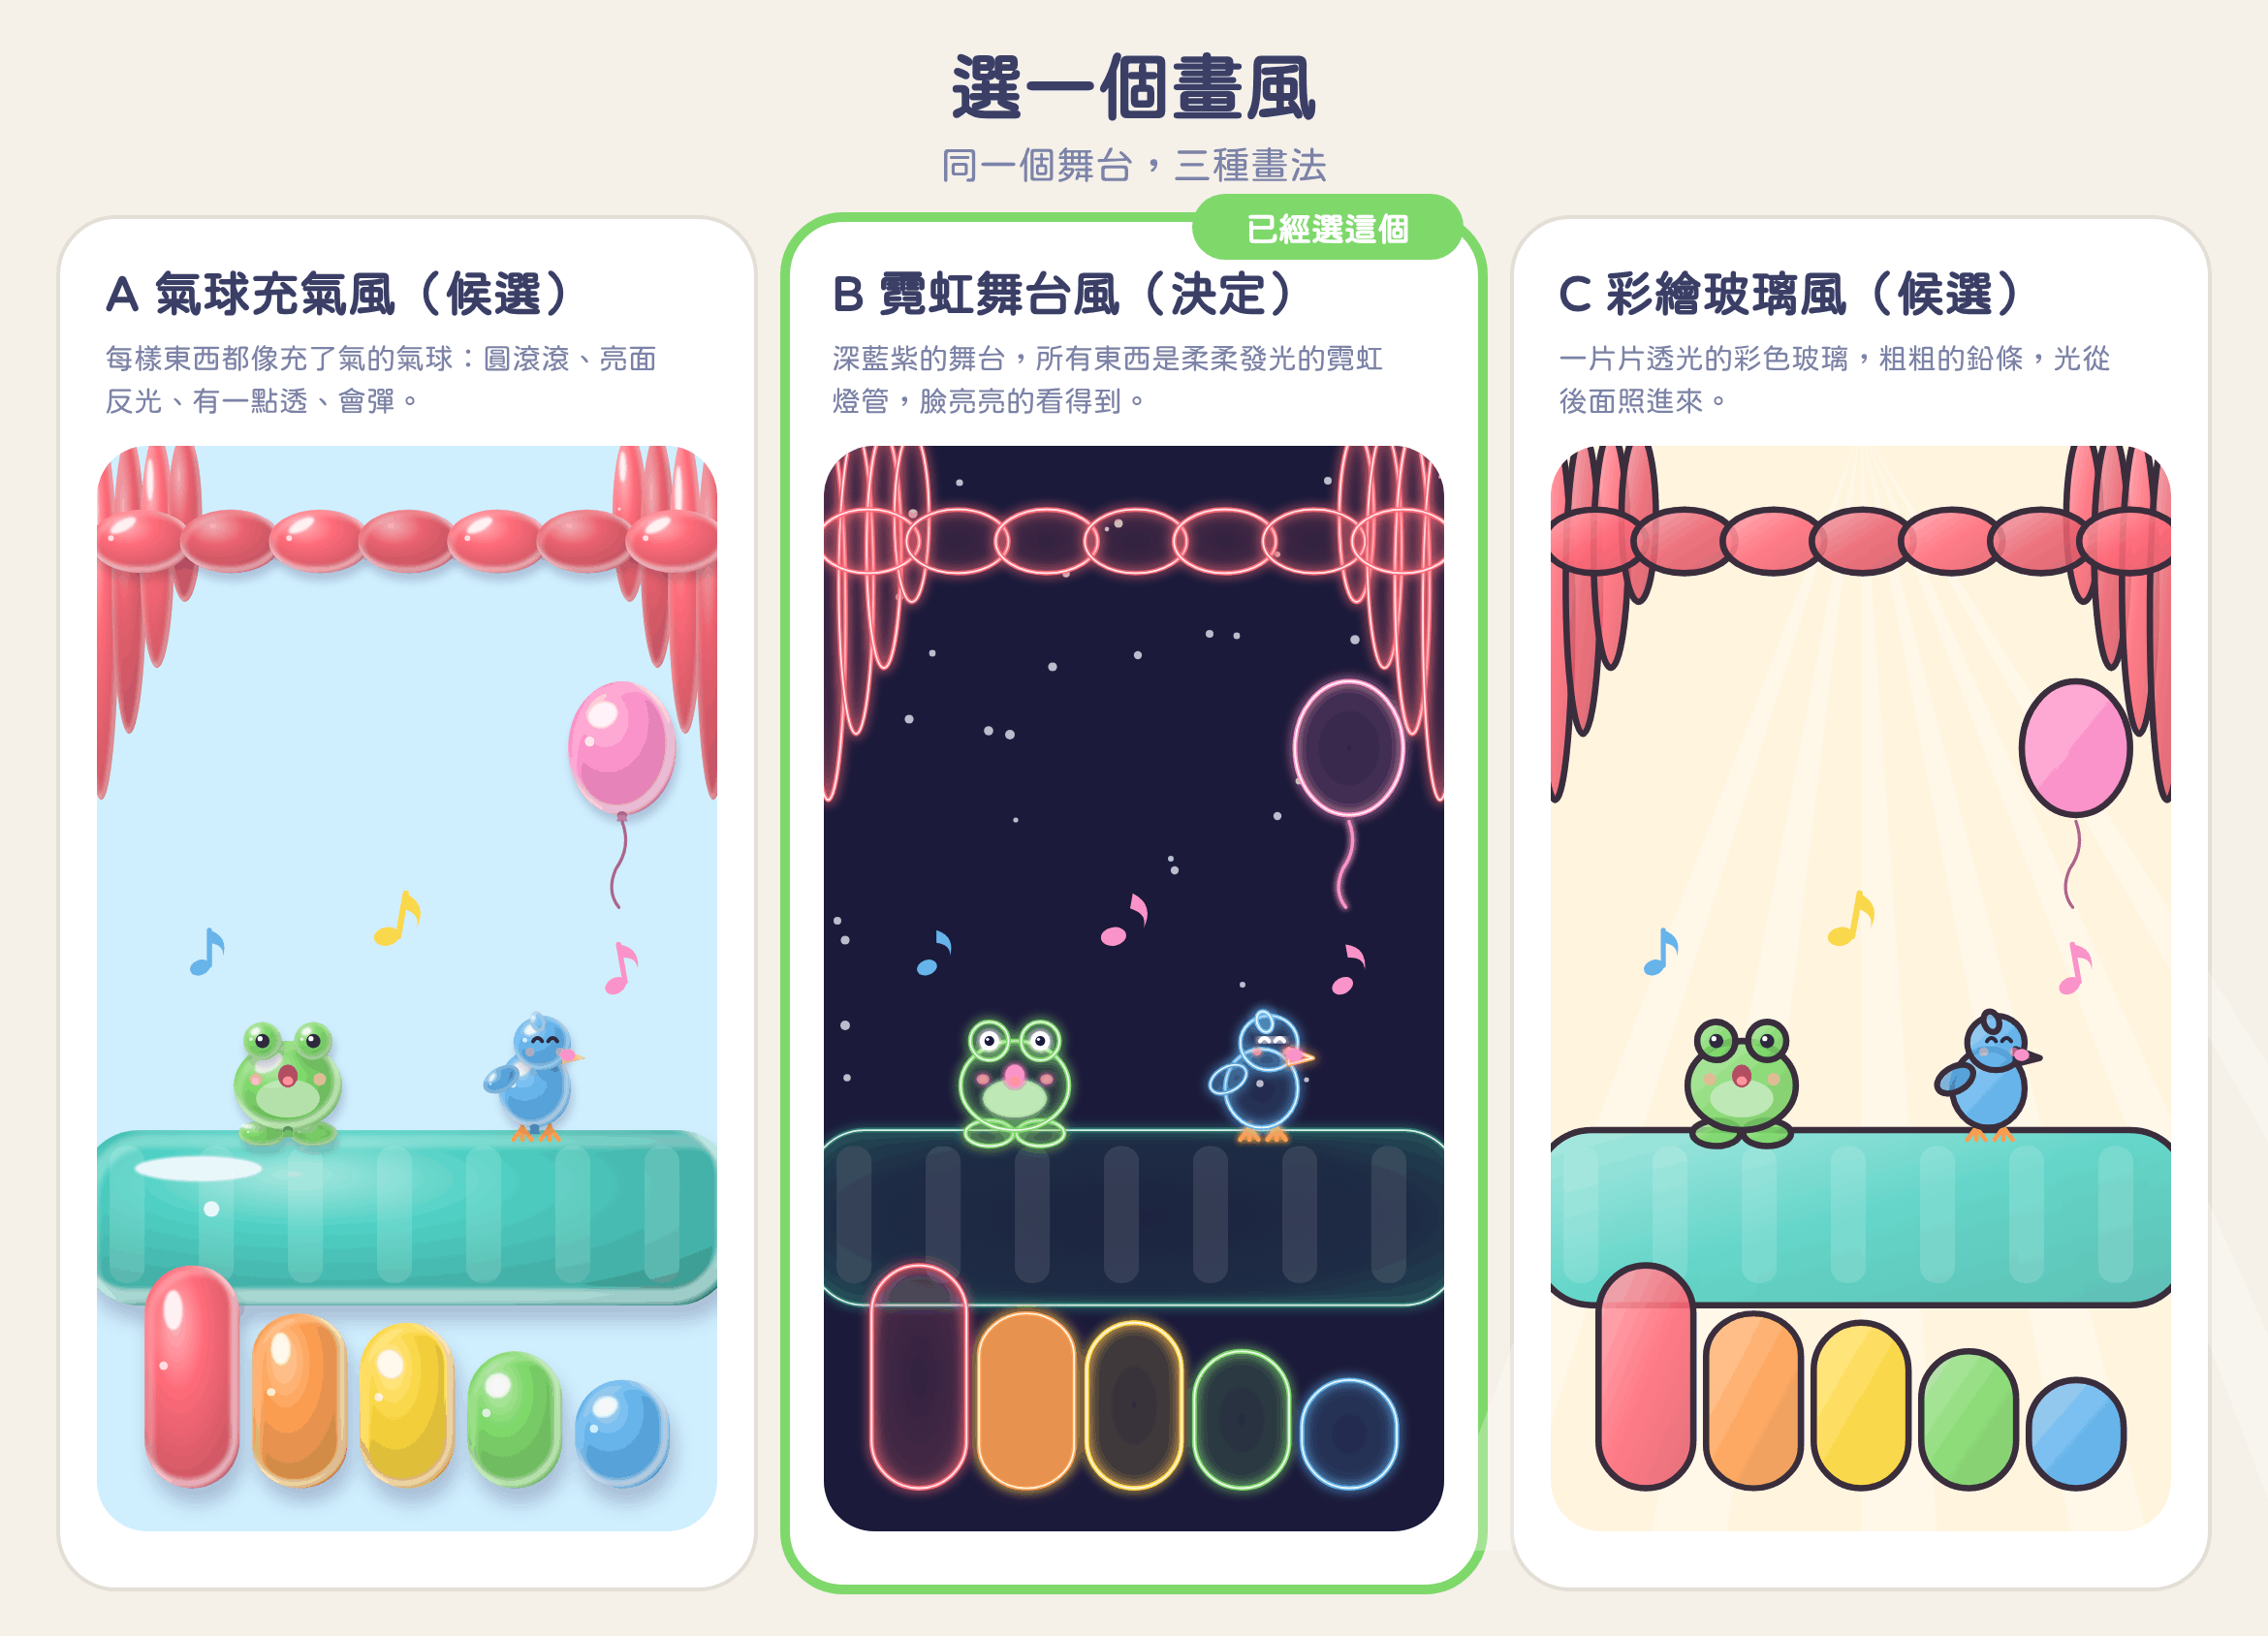 選一個畫風
同一個舞台，三種畫法
已經選這個
A 氣球充氣風（候選）
每樣東西都像充了氣的氣球：圓滾滾、亮面
反光、有一點透、會彈。
B 霓虹舞台風（決定）
深藍紫的舞台，所有東西是柔柔發光的霓虹
燈管，臉亮亮的看得到。
C 彩繪玻璃風（候選）
一片片透光的彩色玻璃，粗粗的鉛條，光從
後面照進來。